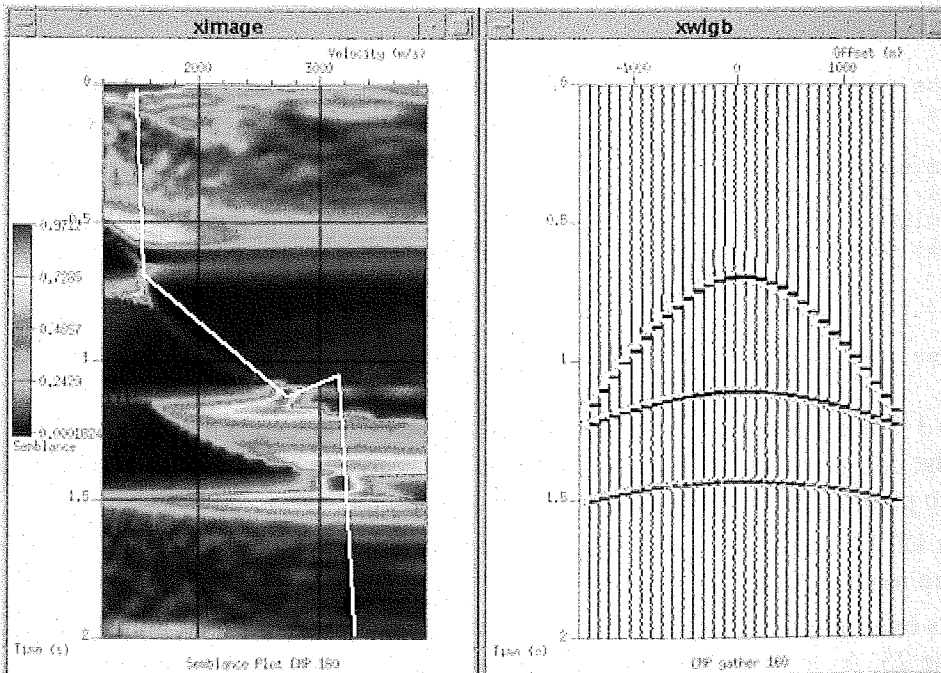 ximage
Velocity (m/s)
2000 3000
0
0.5
1
1.5
2
0.9712
0.7285
0.4857
0.2429
0.0001824
Semblance
Time (s)
Semblance Plot CMP 160
xwigb
Offset (m)
-1000 0 1000
0
0.5
1
1.5
2
Time (s)
CMP gather 160